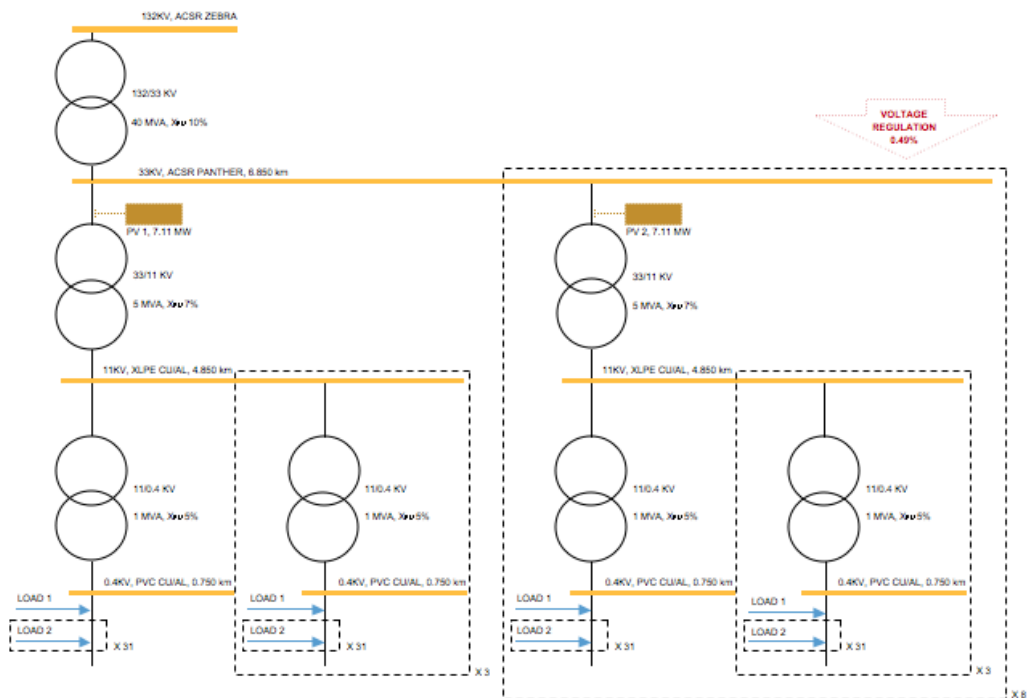 132KV, ACSR ZEBRA
132/33 KV
40 MVA, XPU 10%
VOLTAGE
REGULATION
0.49%
33KV, ACSR PANTHER, 6.850 km
PV 1, 7.11 MW
PV 2, 7.11 MW
33/11 KV
33/11 KV
5 MVA, XPU 7%
5 MVA, XPU 7%
11KV, XLPE CU/AL, 4.850 km
11KV, XLPE CU/AL, 4.850 km
11/0.4 KV
11/0.4 KV
11/0.4 KV
11/0.4 KV
1 MVA, XPU 5%
1 MVA, XPU 5%
1 MVA, XPU 5%
1 MVA, XPU 5%
0.4KV, PVC CU/AL, 0.750 km
0.4KV, PVC CU/AL, 0.750 km
0.4KV, PVC CU/AL, 0.750 km
0.4KV, PVC CU/AL, 0.750 km
LOAD 1
LOAD 1
LOAD 1
LOAD 1
LOAD 2
LOAD 2
LOAD 2
LOAD 2
X 31
X 31
X 31
X 31
X 3
X 3
X 8